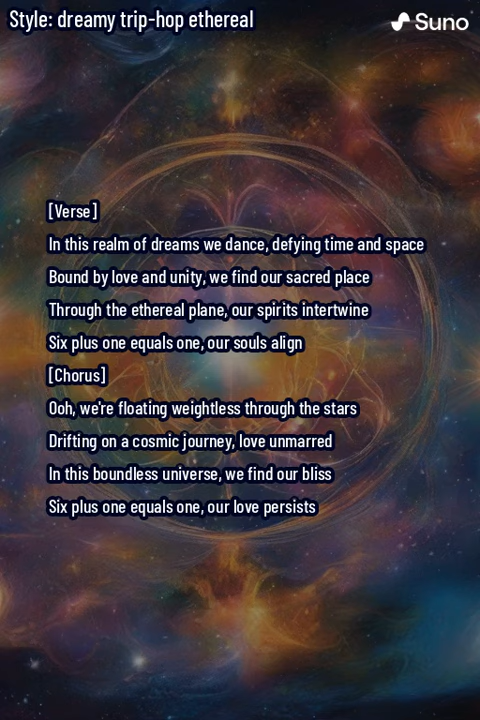 Style: dreamy trip-hop ethereal
Suno
[Verse]
In this realm of dreams we dance, defying time and space
Bound by love and unity, we find our sacred place
Through the ethereal plane, our spirits intertwine
Six plus one equals one, our souls align
[Chorus]
Ooh, we're floating weightless through the stars
Drifting on a cosmic journey, love unmarred
In this boundless universe, we find our bliss
Six plus one equals one, our love persists